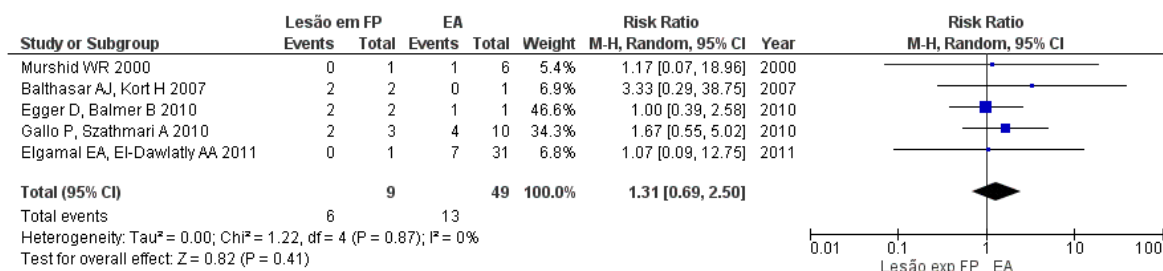 Lesão em FP EA Risk Ratio Risk Ratio
Study or Subgroup Events Total Events Total Weight M-H, Random, 95% CI Year M-H, Random, 95% CI
Murshid WR 2000 0 1 1 6 5.4% 1.17 [0.07, 18.96] 2000
Balthasar AJ, Kort H 2007 2 2 0 1 6.9% 3.33 [0.29, 38.75] 2007
Egger D, Balmer B 2010 2 2 1 1 46.6% 1.00 [0.39, 2.58] 2010
Gallo P, Szathmari A 2010 2 3 4 10 34.3% 1.67 [0.55, 5.02] 2010
Elgamal EA, El-Dawlatly AA 2011 0 1 7 31 6.8% 1.07 [0.09, 12.75] 2011
Total (95% CI) 9 49 100.0% 1.31 [0.69, 2.50]
Total events 6 13
Heterogeneity: Tau² = 0.00; Chi² = 1.22, df = 4 (P = 0.87); I² = 0%
Test for overall effect: Z = 0.82 (P = 0.41)
0.01 0.1 1 10 100
Lesão exp FP EA